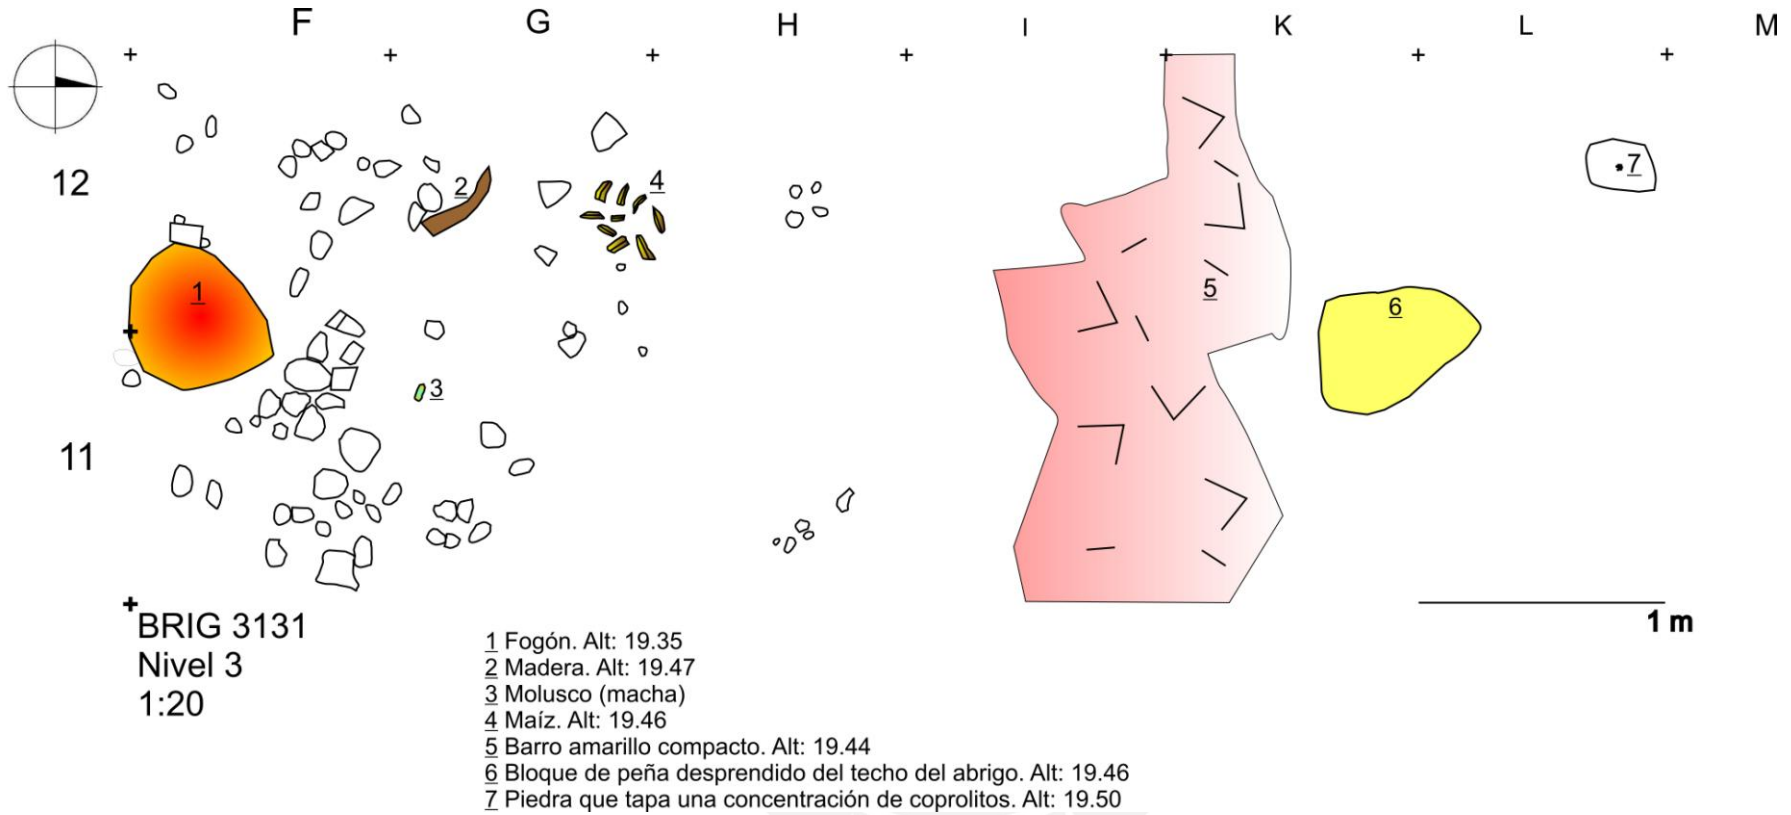 F G H I K L M
12
2
4
7
1
5
6
3
11
BRIG 3131
Nivel 3
1:20
1 m
1 Fogón. Alt: 19.35
2 Madera. Alt: 19.47
3 Molusco (macha)
4 Maíz. Alt: 19.46
5 Barro amarillo compacto. Alt: 19.44
6 Bloque de peña desprendido del techo del abrigo. Alt: 19.46
7 Piedra que tapa una concentración de coprolitos. Alt: 19.50